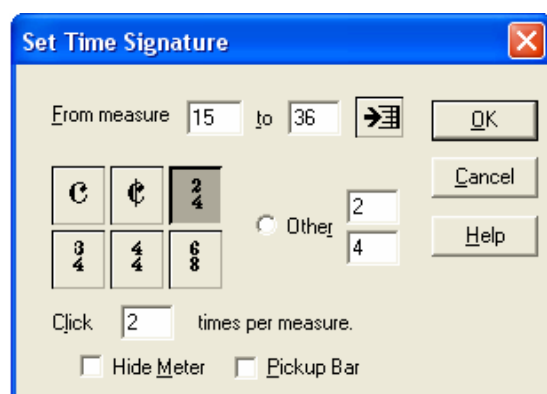 Set Time Signature
From measure 15 to 36
OK
Cancel
Help
C ¢ 2/4
3/4 4/4 6/8
Other 2
4
Click 2 times per measure.
Hide Meter Pickup Bar